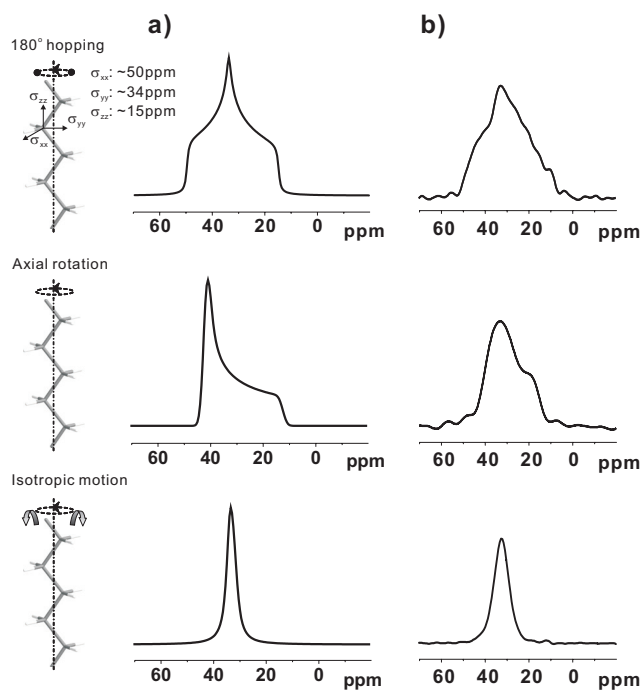 a)
b)
180° hopping
σxx: ~50ppm
σyy: ~34ppm
σzz: ~15ppm
σzz
σyy
σxx
60 40 20 0 ppm
60 40 20 0 ppm
Axial rotation
60 40 20 0 ppm
60 40 20 0 ppm
Isotropic motion
60 40 20 0 ppm
60 40 20 0 ppm